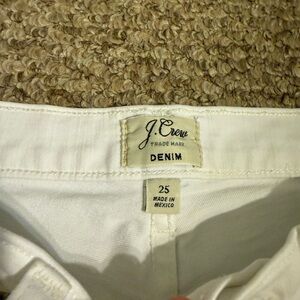 J.Crew
TRADE MARK
DENIM
25
MADE IN
MEXICO